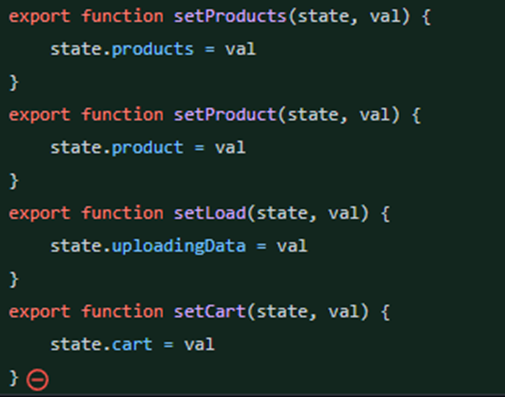 export function setProducts(state, val) {
    state.products = val
}
export function setProduct(state, val) {
    state.product = val
}
export function setLoad(state, val) {
    state.uploadingData = val
}
export function setCart(state, val) {
    state.cart = val
}